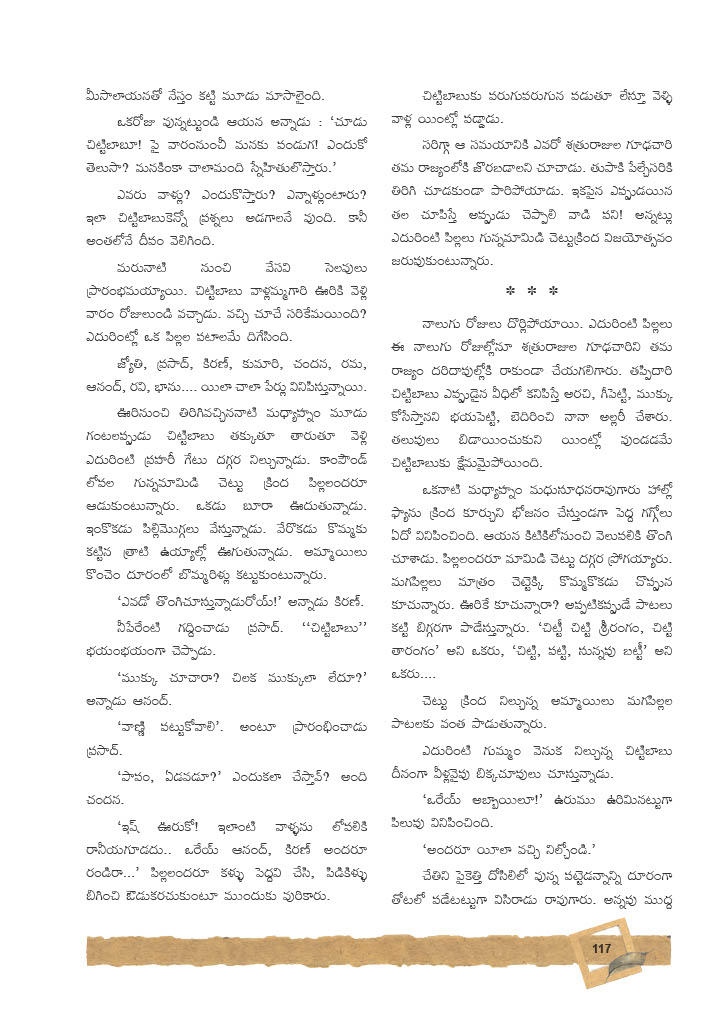 మీసాలాయనతో నేస్తం కట్టి మూడు మాసాలైంది.
ఒకరోజు వున్నట్టుండి ఆయన అన్నాడు : ‘చూడు
చిట్టిబాబూ! పై వారంనుంచీ మనకు పండుగ! ఎందుకో
తెలుసా? మనకింకా చాలామంది స్నేహితులొస్తారు.’
ఎవరు వాళ్లు? ఎందుకొస్తారు? ఎన్నాళ్లుంటారు?
ఇలా చిట్టిబాబుకెన్నో ప్రశ్నలు అడగాలనే వుంది. కానీ
అంతలోనే దీపం వెలిగింది.
మరునాటి నుంచి వేసవి సెలవులు
ప్రారంభమయ్యాయి. చిట్టిబాబు వాళ్లమ్మగారి ఊరికి వెళ్లి
వారం రోజులుండి వచ్చాడు. వచ్చి చూచే సరికేమయింది?
ఎదురింట్లో ఒక పిల్లల పటాలమే దిగేసింది.
జ్యోతి, ప్రసాద్, కిరణ్, కుమారి, చందన, రమ,
ఆనంద్, రవి, భాను.... యిలా చాలా పేర్లు వినిపిస్తున్నాయి.
ఊరినుంచి తిరిగివచ్చిననాటి మధ్యాహ్నం మూడు
గంటలప్పుడు చిట్టిబాబు తక్కుతూ తారుతూ వెళ్లి
ఎదురింటి ప్రహరీ గేటు దగ్గర నిల్చున్నాడు. కాంపౌండ్
లోపల గున్నమామిడి చెట్టు క్రింద పిల్లలందరూ
ఆడుకుంటున్నారు. ఒకడు బూరా ఊదుతున్నాడు.
ఇంకొకడు పిల్లిమొగ్గలు వేస్తున్నాడు. వేరొకడు కొమ్మకు
కట్టిన త్రాటి ఉయ్యాల్లో ఊగుతున్నాడు. అమ్మాయిలు
కొంచెం దూరంలో బొమ్మరిళ్లు కట్టుకుంటున్నారు.
‘ఎవడో తొంగిచూస్తున్నాడురోయ్!’ అన్నాడు కిరణ్.
నీపేరేంటి గద్దించాడు ప్రసాద్. ‘‘చిట్టిబాబు’’
భయంభయంగా చెప్పాడు.
‘ముక్కు చూచారా? చిలక ముక్కులా లేదూ?’
అన్నాడు ఆనంద్.
‘వాణ్ణి పట్టుకోవాలి’. అంటూ ప్రారంభించాడు
ప్రసాద్.
‘పాపం, ఏడవడూ?’ ఎందుకలా చేస్తావ్? అంది
చందన.
‘ఇష్ ఊరుకో! ఇలాంటి వాళ్ళను లోపలికి
రానీయగూడదు.. ఒరేయ్ ఆనంద్, కిరణ్ అందరూ
రండిరా...’ పిల్లలందరూ కళ్ళు పెద్దవి చేసి, పిడికిళ్ళు
బిగించి ఔడుకరచుకుంటూ ముందుకు వురికారు.
చిట్టిబాబుకు పరుగుపరుగున పడుతూ లేస్తూ వెళ్ళి
వాళ్ల యింట్లో పడ్డాడు.
సరిగ్గా ఆ సమయానికి ఎవరో శత్రురాజుల గూఢచారి
తమ రాజ్యంలోకి జొరబడాలని చూచాడు. తుపాకి పేల్చేసరికి
తిరిగి చూడకుండా పారిపోయాడు. ఇకపైన ఎప్పుడయిన
తల చూపిస్తే అప్పుడు చెప్పాలి వాడి పని! అన్నట్లు
ఎదురింటి పిల్లలు గున్నమామిడి చెట్టుక్రింద విజయోత్సవం
జరుపుకుంటున్నారు.
* * *
నాలుగు రోజులు దొర్లిపోయాయి. ఎదురింటి పిల్లలు
ఈ నాలుగు రోజుల్లోనూ శత్రురాజుల గూఢచారిని తమ
రాజ్యం దరిదాపుల్లోకి రాకుండా చేయగలిగారు. తప్పిదారి
చిట్టిబాబు ఎప్పుడైన వీధిలో కనిపిస్తే అరచి, గీపెట్టి, ముక్కు
కోసేస్తానని భయపెట్టి, బెదిరించి నానా అల్లరీ చేశారు.
తలుపులు బిడాయించుకుని యింట్లో వుండడమే
చిట్టిబాబుకు క్షేమమైపోయింది.
ఒకనాటి మధ్యాహ్నం మధుసూధనరావుగారు హాల్లో
ఫ్యాను క్రింద కూర్చుని భోజనం చేస్తుండగా పెద్ద గగ్గోలు
ఏదో వినిపించింది. ఆయన కిటికిలోనుంచి వెలుపలికి తొంగి
చూశాడు. పిల్లలందరూ మామిడి చెట్టు దగ్గర ప్రోగయ్యారు.
మగపిల్లలు మాత్రం చెట్టెక్కి కొమ్మకొకడు చొప్పున
కూచున్నారు. ఊరికే కూచున్నారా? అప్పటికప్పుడే పాటలు
కట్టి బిగ్గరగా పాడేస్తున్నారు. ‘చిట్టీ చిట్టి శ్రీరంగం, చిట్టి
తారంగం’ అని ఒకరు, ‘చిట్టి, పట్టి, సున్నపు బట్టీ’ అని
ఒకరు....
చెట్టు క్రింద నిల్చున్న అమ్మాయిలు మగపిల్లల
పాటలకు వంత పాడుతున్నారు.
ఎదురింటి గుమ్మం వెనుక నిల్చున్న చిట్టిబాబు
దీనంగా వీళ్లవైపు బిక్కచూపులు చూస్తున్నాడు.
‘ఒరేయ్ అబ్బాయిలూ!’ ఉరుము ఉరిమినట్టుగా
పిలుపు వినిపించింది.
‘అందరూ యీలా వచ్చి నిల్చోండి.’
చేతిని పైకెత్తి దోసిలిలో వున్న పట్టెడన్నాన్ని దూరంగా
తోటలో పడేటట్టుగా విసిరాడు రావుగారు. అన్నపు ముద్ద
117